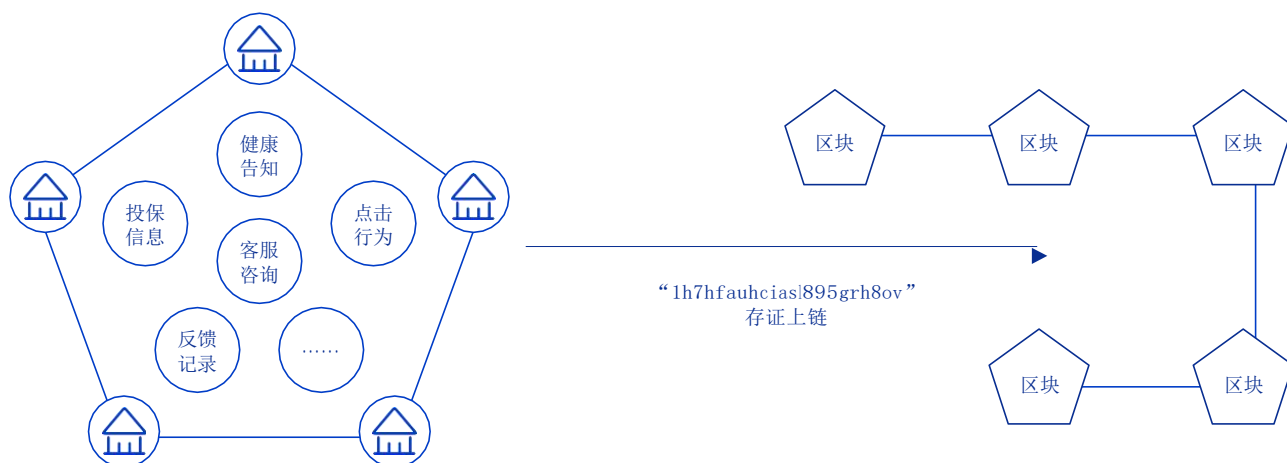 健康
告知
投保
信息
点击
行为
客服
咨询
反馈
记录
……
“1h7hfauhciasl895grh8ov”
存证上链
区块
区块
区块
区块
区块